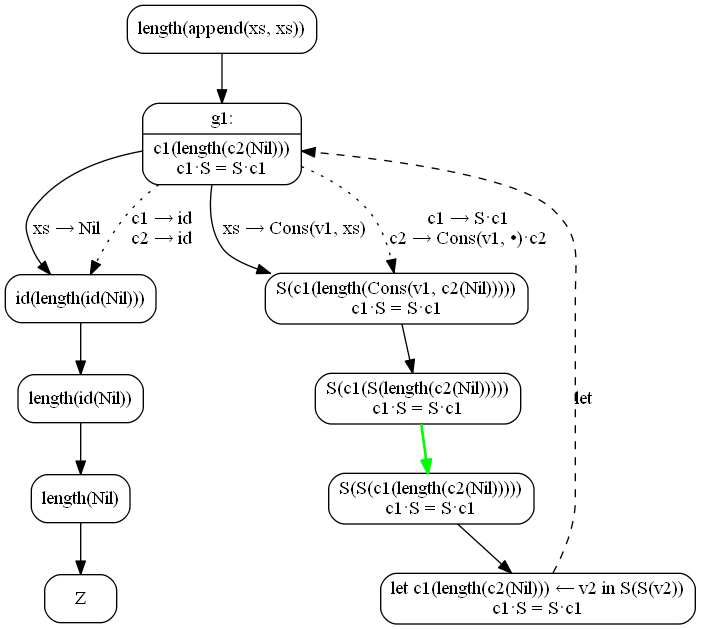 length(append(xs, xs))
g1:
c1(length(c2(Nil)))
c1·S = S·c1
xs → Nil
c1 → id
c2 → id
xs → Cons(v1, xs)
c1 → S·c1
c2 → Cons(v1, •)·c2
id(length(id(Nil)))
S(c1(length(Cons(v1, c2(Nil)))))
c1·S = S·c1
length(id(Nil))
S(c1(S(length(c2(Nil)))))
c1·S = S·c1
let
length(Nil)
S(S(c1(length(c2(Nil)))))
c1·S = S·c1
Z
let c1(length(c2(Nil))) ← v2 in S(S(v2))
c1·S = S·c1